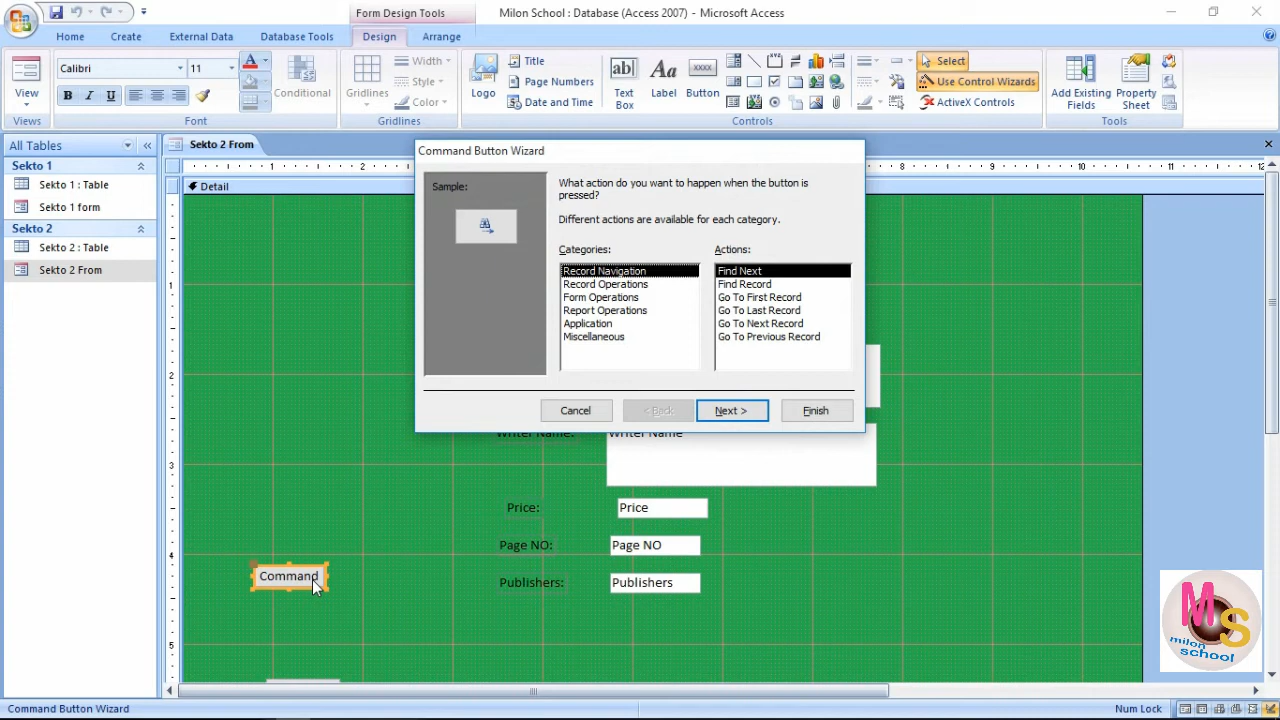 Form Design Tools
Milon School : Database (Access 2007) - Microsoft Access
Home
Create
External Data
Database Tools
Design
Arrange
View
Views
Calibri
11
B I U
Conditional
Font
Gridlines
Width
Style
Color
Gridlines
Logo
Title
Page Numbers
Date and Time
ab|
Text Box
Aa
Label
xxxx
Button
Select
Use Control Wizards
ActiveX Controls
Controls
Add Existing Fields
Property Sheet
Tools
All Tables
Sekto 1
Sekto 1 : Table
Sekto 1 form
Sekto 2
Sekto 2 : Table
Sekto 2 From
Sekto 2 From
Detail
Command Button Wizard
Sample:
What action do you want to happen when the button is
pressed?
Different actions are available for each category.
Categories:
Actions:
Record Navigation
Record Operations
Form Operations
Report Operations
Application
Miscellaneous
Find Next
Find Record
Go To First Record
Go To Last Record
Go To Next Record
Go To Previous Record
Cancel
< Back
Next >
Finish
Writer Name:
Writer Name
Price:
Price
Page NO:
Page NO
Publishers:
Publishers
Command
MS
milon
school
Command Button Wizard
Num Lock